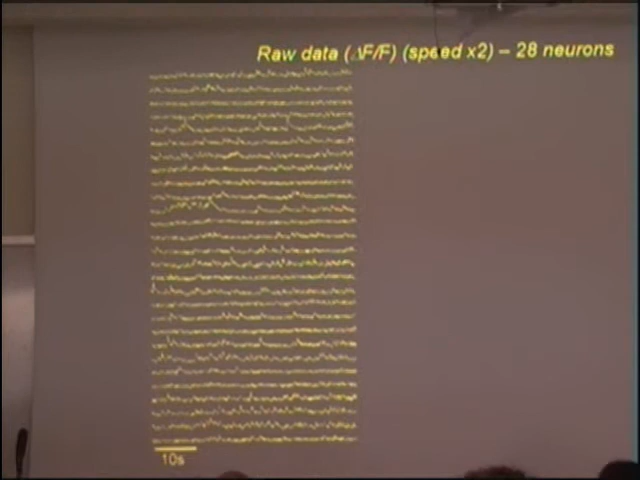 Raw data (ΔF/F) (speed x2) – 28 neurons
10s